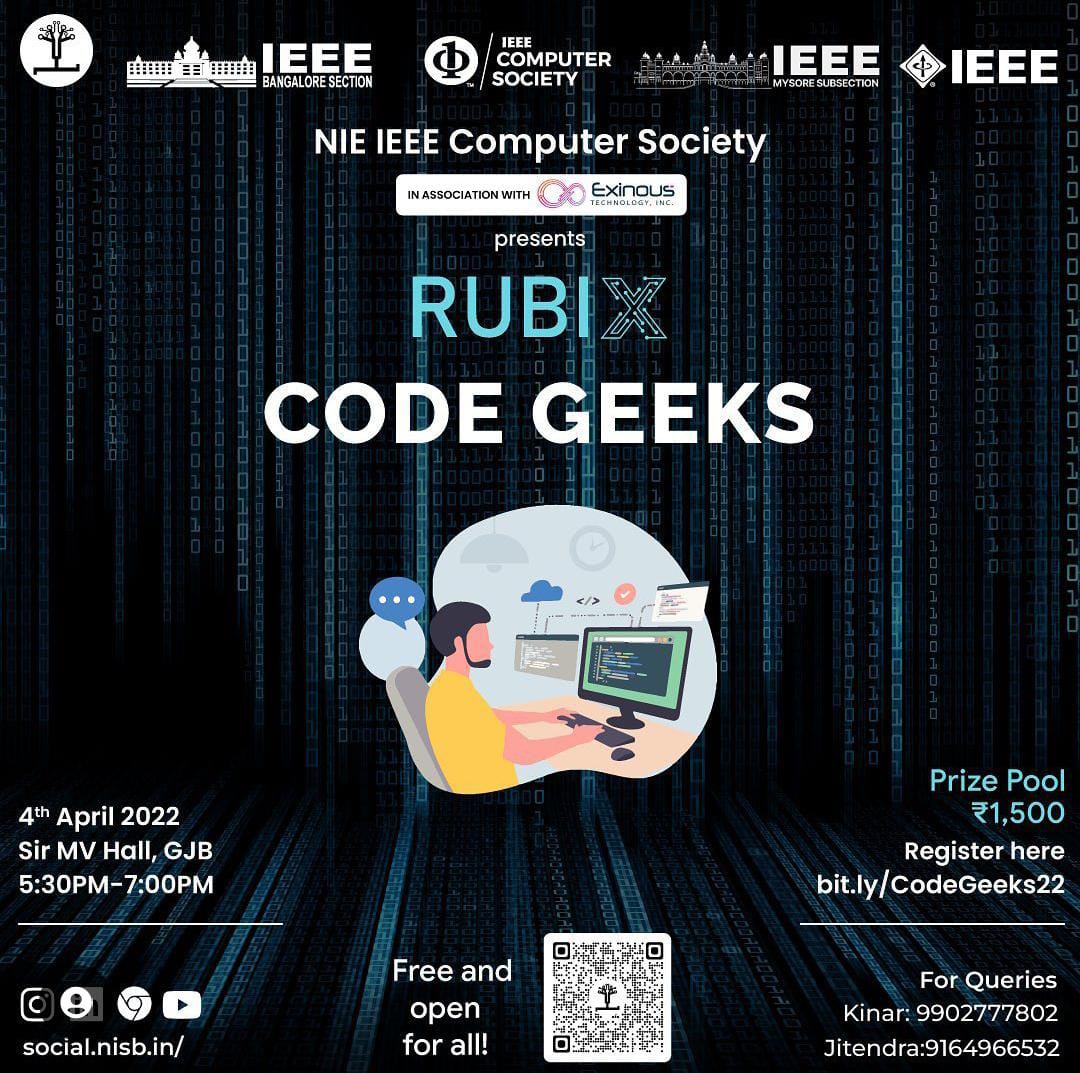 IEEE
BANGALORE SECTION
IEEE
COMPUTER
SOCIETY
TM
IEEE
MYSORE SUBSECTION
IEEE
®
NIE IEEE Computer Society
IN ASSOCIATION WITH Exinous
TECHNOLOGY, INC.
presents
RUBIX
CODE GEEKS
</>
4th April 2022
Sir MV Hall, GJB
5:30PM-7:00PM
Prize Pool
₹1,500
Register here
bit.ly/CodeGeeks22
social.nisb.in/
Free and
open
for all!
For Queries
Kinar: 9902777802
Jitendra:9164966532